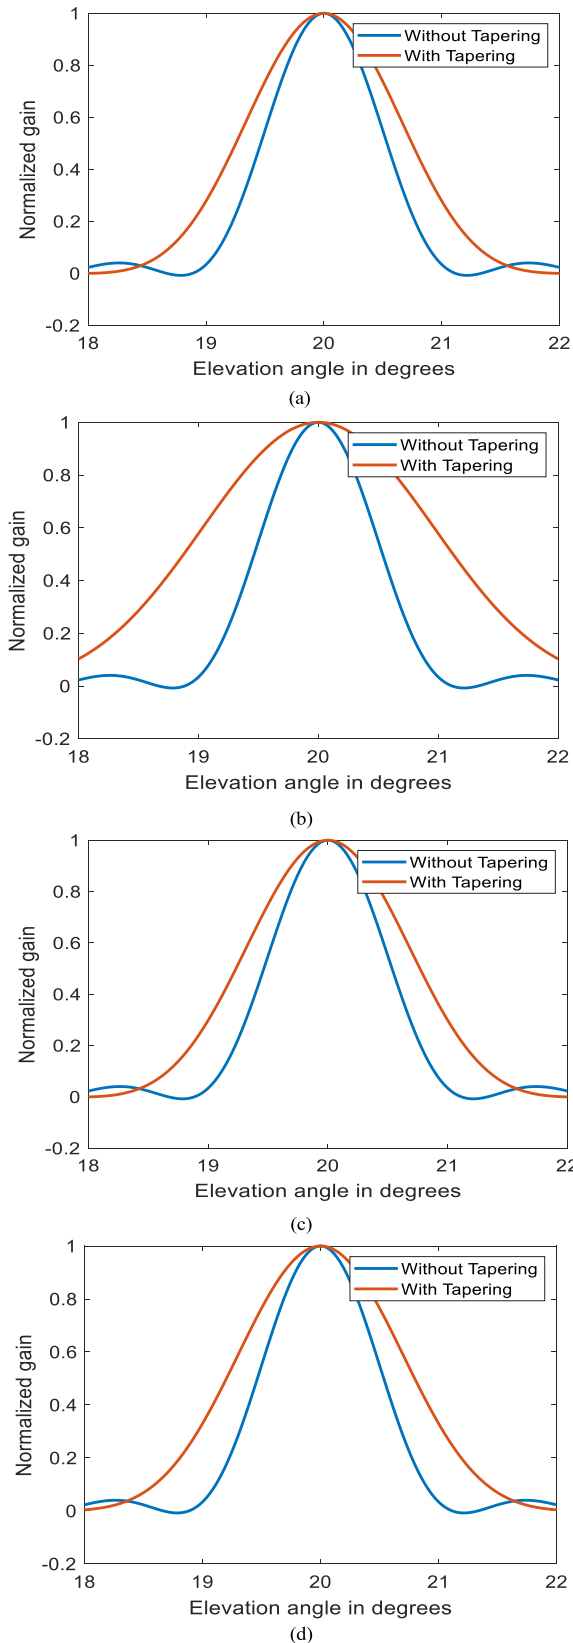 1
0.8
0.6
0.4
0.2
0
-0.2
Normalized gain
Without Tapering
With Tapering
18 19 20 21 22
Elevation angle in degrees
(a)
1
0.8
0.6
0.4
0.2
0
-0.2
Normalized gain
Without Tapering
With Tapering
18 19 20 21 22
Elevation angle in degrees
(b)
1
0.8
0.6
0.4
0.2
0
-0.2
Normalized gain
Without Tapering
With Tapering
18 19 20 21 22
Elevation angle in degrees
(c)
1
0.8
0.6
0.4
0.2
0
-0.2
Normalized gain
Without Tapering
With Tapering
18 19 20 21 22
Elevation angle in degrees
(d)